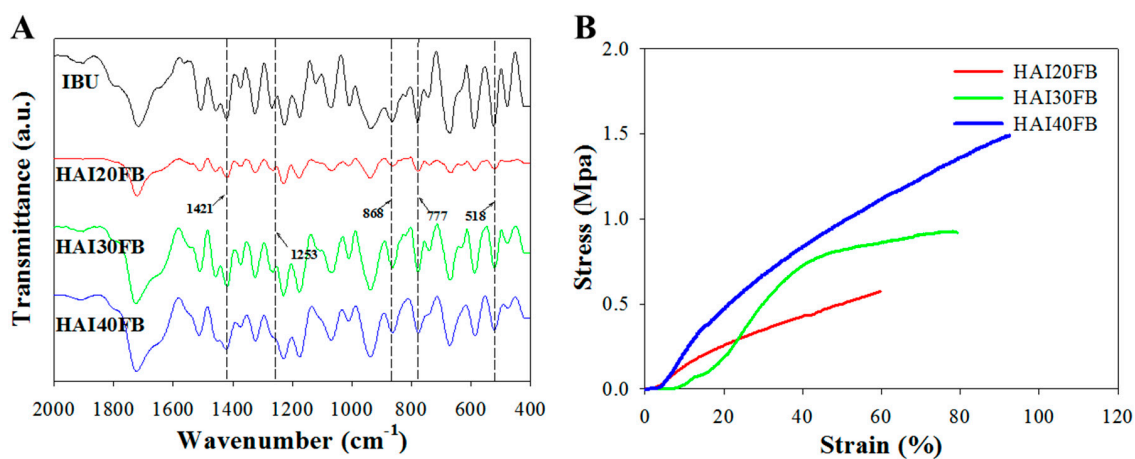 A
IBU
HAI20FB
1421
868
777
518
HAI30FB
1253
HAI40FB
Transmittance (a.u.)
2000 1600 1400 1200 1000 800 600 400
Wavenumber (cm⁻¹)
B
2.0
1.5
1.0
0.5
0.0
HAI20FB
HAI30FB
HAI40FB
Stress (Mpa)
0 20 40 60 80 100 120
Strain (%)